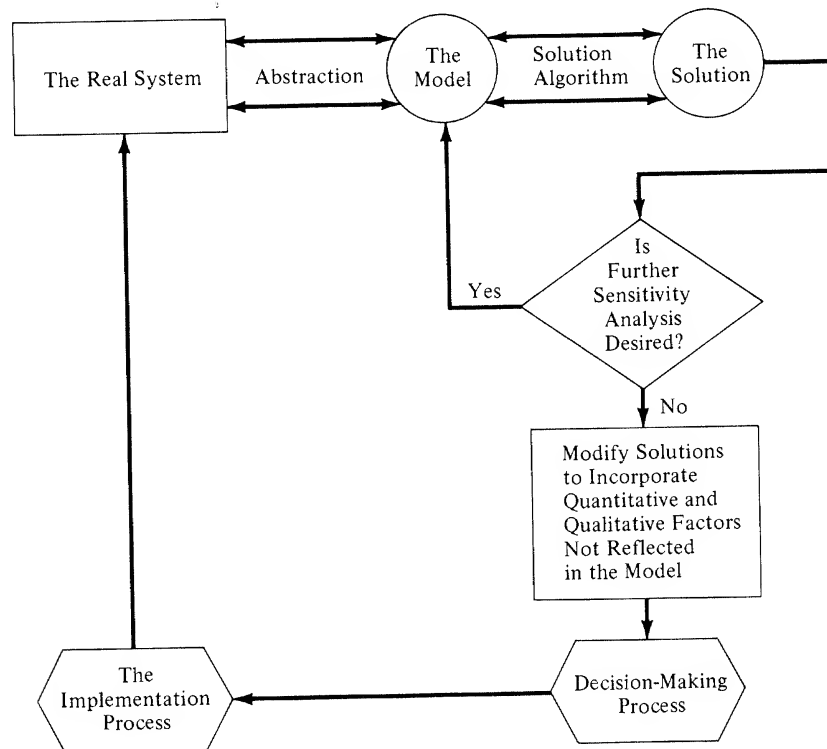 The Real System
Abstraction
The
Model
Solution
Algorithm
The
Solution
Is
Further
Sensitivity
Analysis
Desired?
Yes
No
Modify Solutions
to Incorporate
Quantitative and
Qualitative Factors
Not Reflected
in the Model
Decision-Making
Process
The
Implementation
Process